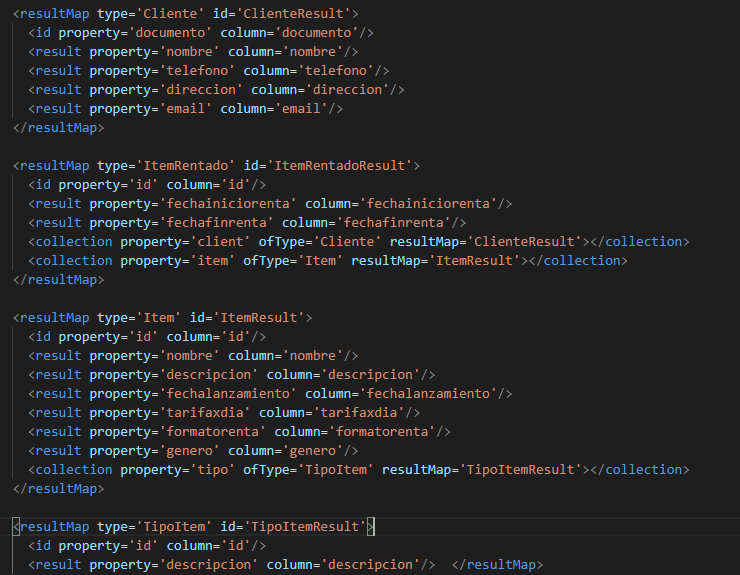 <resultMap type='Cliente' id='ClienteResult'>
<id property='documento' column='documento'/>
<result property='nombre' column='nombre'/>
<result property='telefono' column='telefono'/>
<result property='direccion' column='direccion'/>
<result property='email' column='email'/>
</resultMap>
<resultMap type='ItemRentado' id='ItemRentadoResult'>
<id property='id' column='id'/>
<result property='fechainiciorenta' column='fechainiciorenta'/>
<result property='fechafinrenta' column='fechafinrenta'/>
<collection property='client' ofType='Cliente' resultMap='ClienteResult'></collection>
<collection property='item' ofType='Item' resultMap='ItemResult'></collection>
</resultMap>
<resultMap type='Item' id='ItemResult'>
<id property='id' column='id'/>
<result property='nombre' column='nombre'/>
<result property='descripcion' column='descripcion'/>
<result property='fechalanzamiento' column='fechalanzamiento'/>
<result property='tarifaxdia' column='tarifaxdia'/>
<result property='formatorenta' column='formatorenta'/>
<result property='genero' column='genero'/>
<collection property='tipo' ofType='TipoItem' resultMap='TipoItemResult'></collection>
</resultMap>
<resultMap type='TipoItem' id='TipoItemResult'>
<id property='id' column='id'/>
<result property='descripcion' column='descripcion'/>  </resultMap>